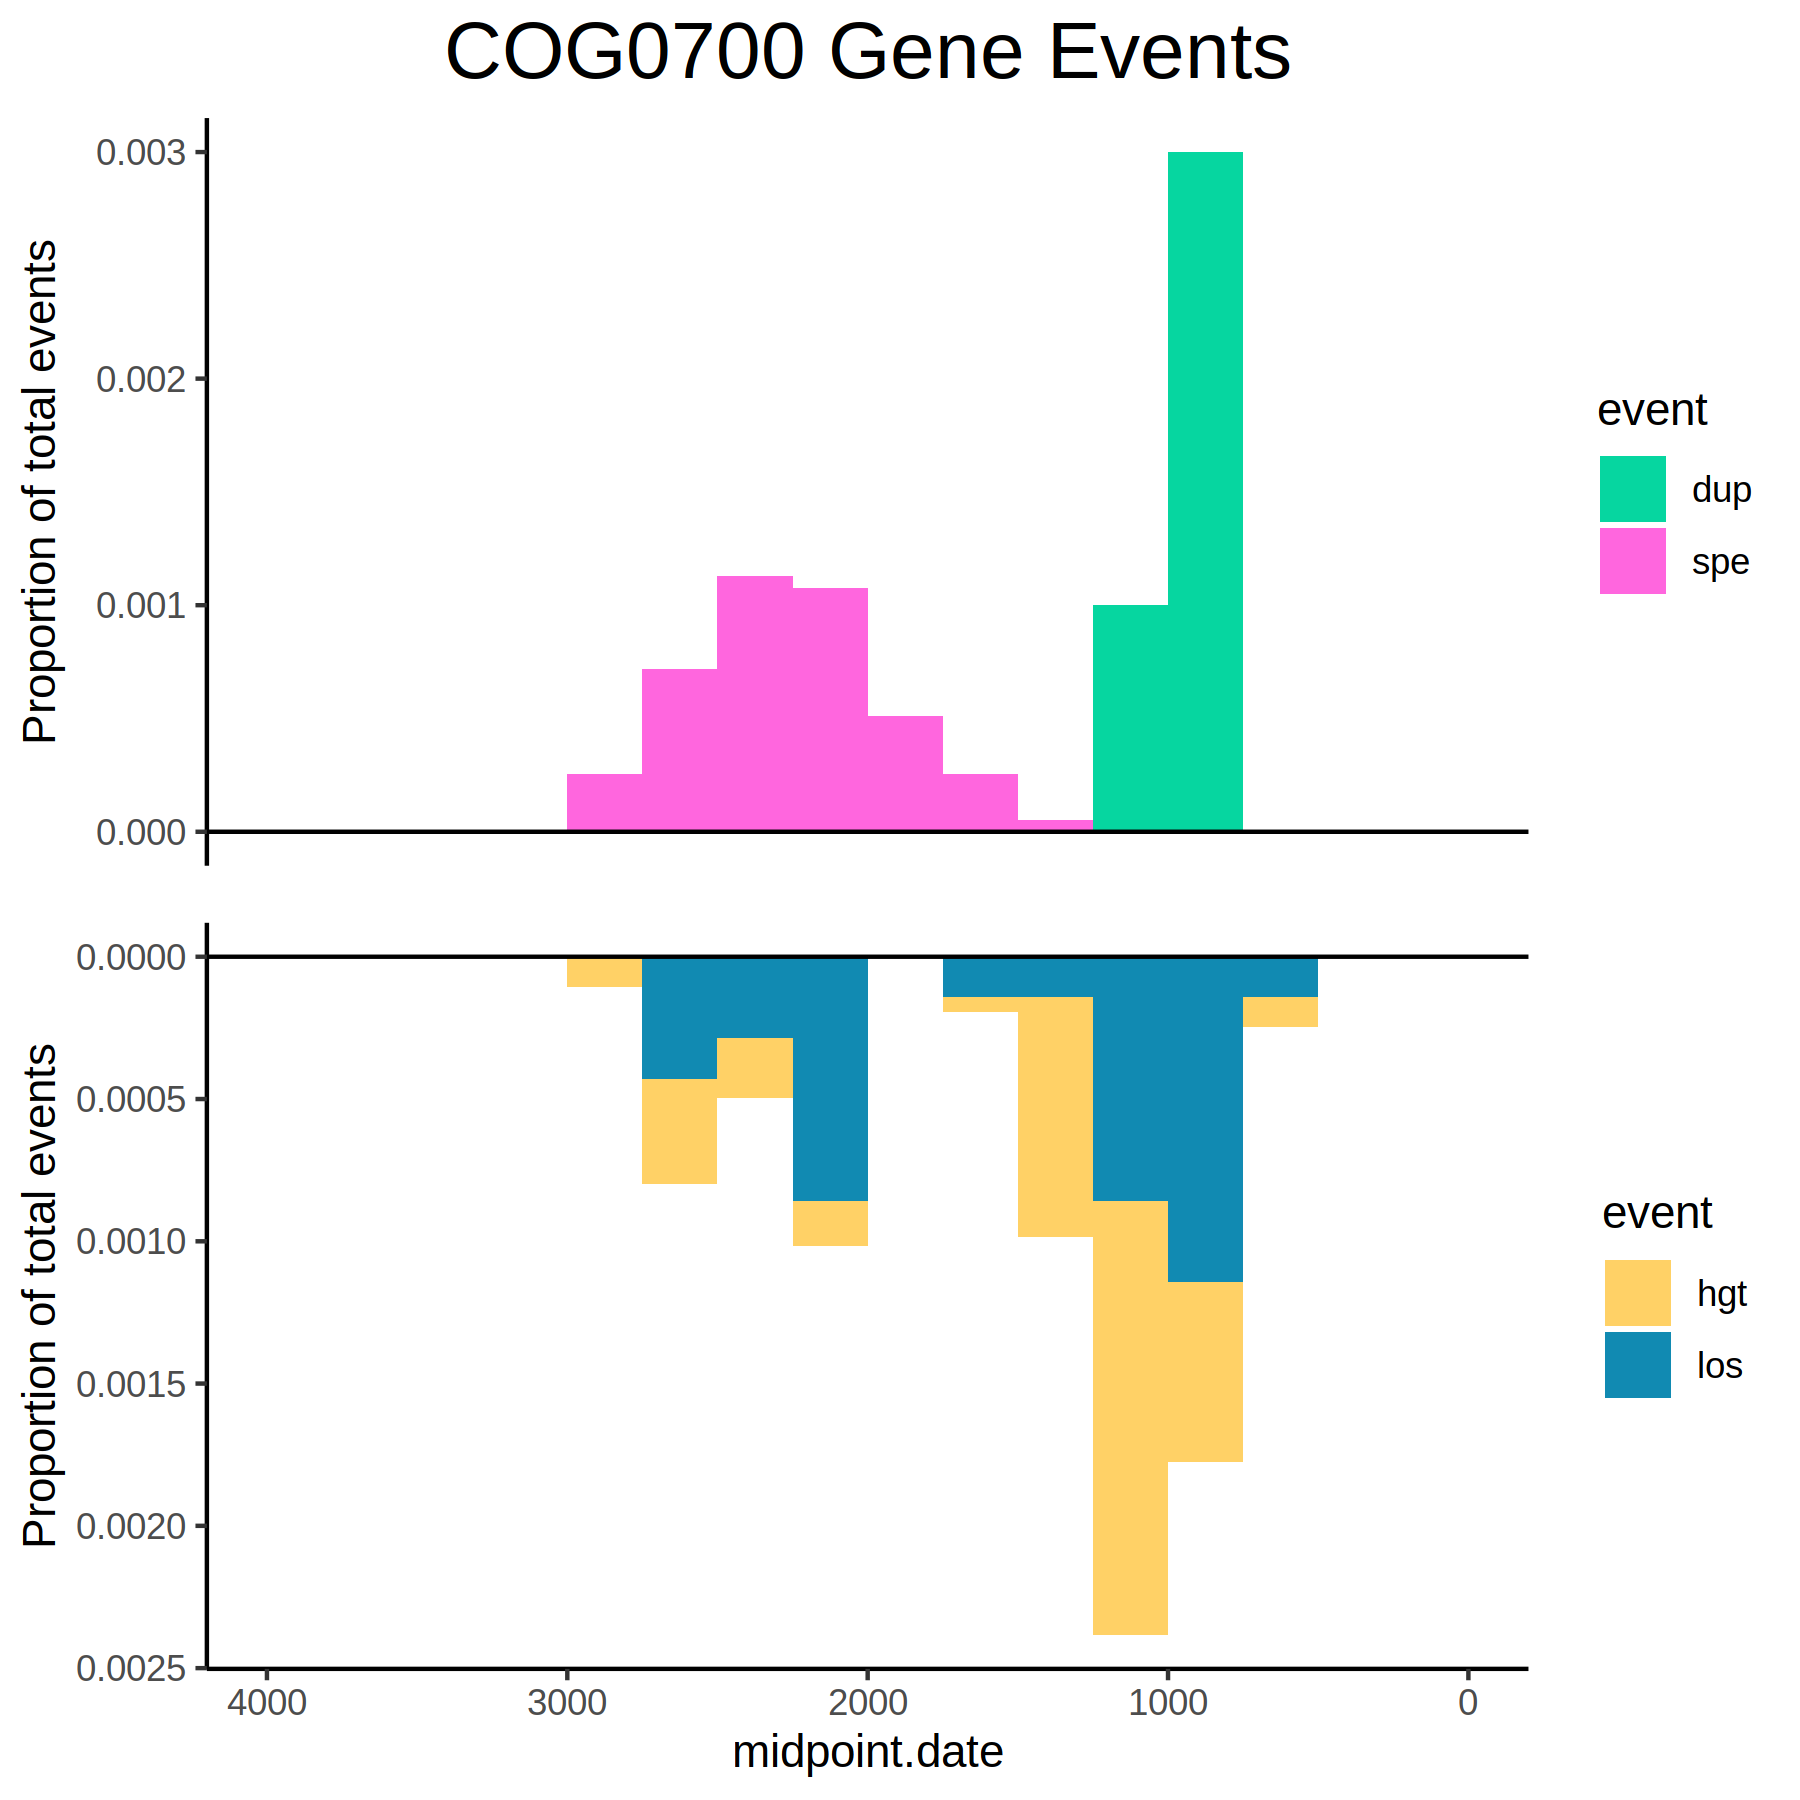 COG0700 Gene Events
Proportion of total events
0.003
0.002
0.001
0.000
event
dup
spe
Proportion of total events
0.0000
0.0005
0.0010
0.0015
0.0020
0.0025
event
hgt
los
4000 3000 2000 1000 0
midpoint.date